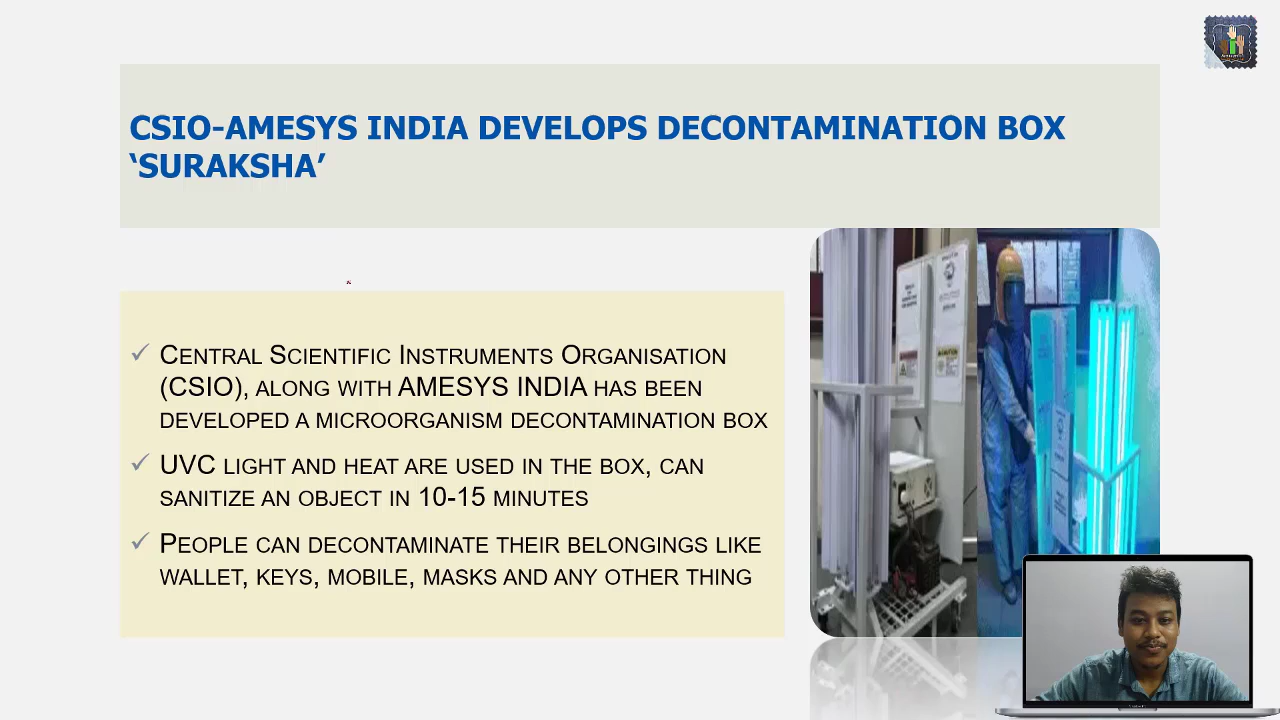 CSIO-AMESYS INDIA DEVELOPS DECONTAMINATION BOX
‘SURAKSHA’
✓ CENTRAL SCIENTIFIC INSTRUMENTS ORGANISATION
(CSIO), ALONG WITH AMESYS INDIA HAS BEEN
DEVELOPED A MICROORGANISM DECONTAMINATION BOX
✓ UVC LIGHT AND HEAT ARE USED IN THE BOX, CAN
SANITIZE AN OBJECT IN 10-15 MINUTES
✓ PEOPLE CAN DECONTAMINATE THEIR BELONGINGS LIKE
WALLET, KEYS, MOBILE, MASKS AND ANY OTHER THING